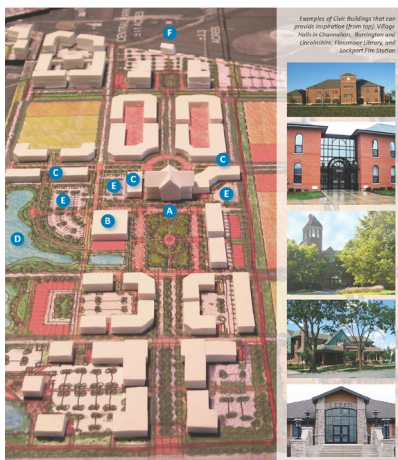 Examples of Civic Buildings that can
provide inspiration (from top): Village
Halls in Channahon, Barrington and
Lincolnshire, Flossmoor Library, and
Lockport Fire Station
F
C
C
C
E
E
E
A
B
D